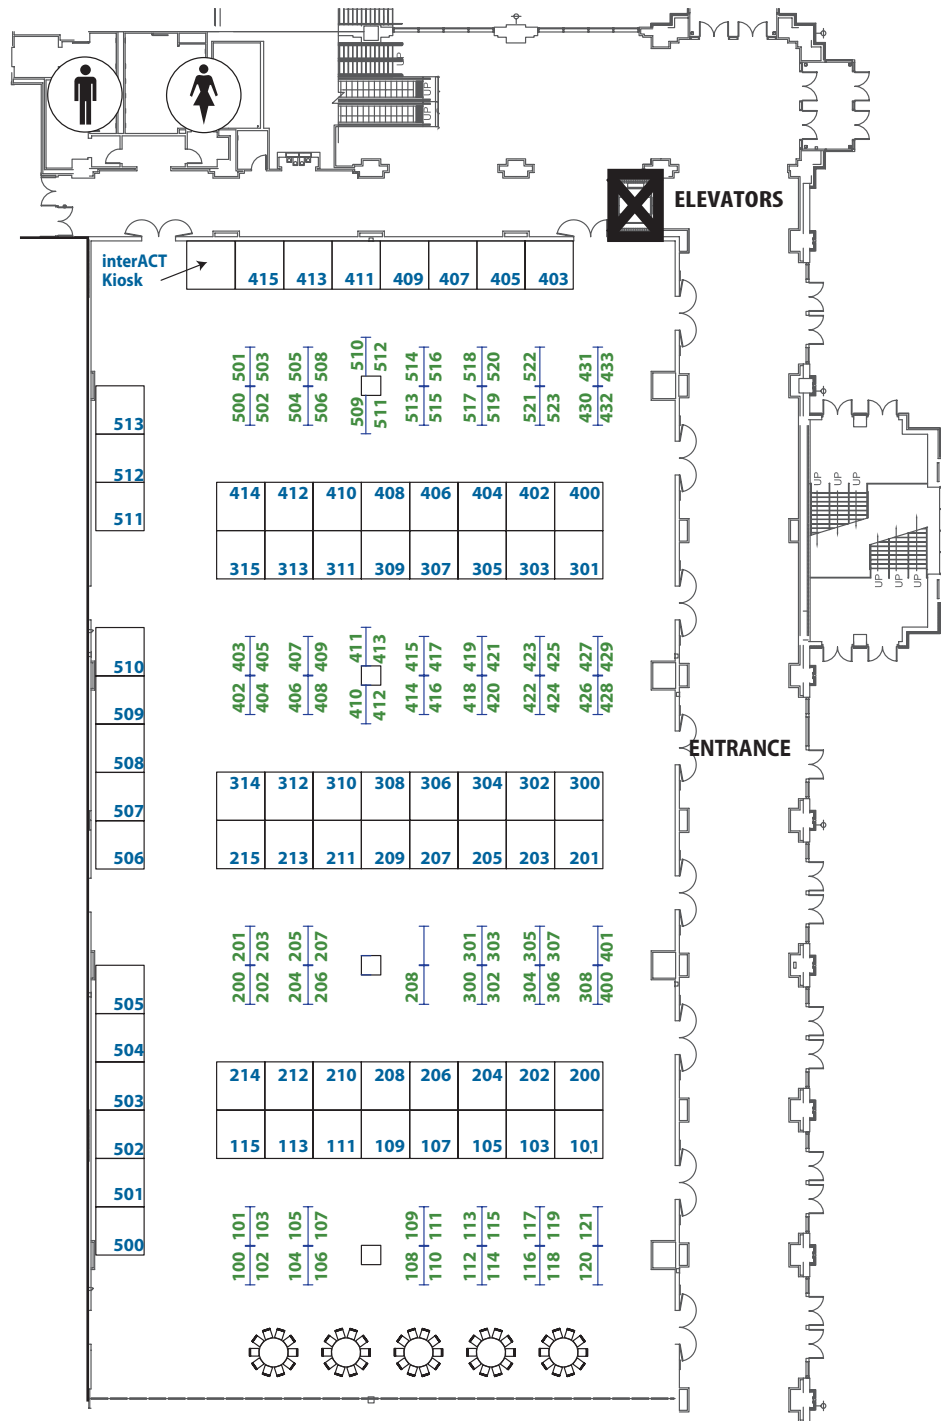 UP
UP
UP
ELEVATORS
interACT
Kiosk
415 413 411 409 407 405 403
501 503 505 508 510 512 514 516 518 520 522 431 433
500 502 504 506 509 511 513 515 517 519 521 523 430 432
513
512
511
UP UP UP
414 412 410 408 406 404 402 400
315 313 311 309 307 305 303 301
UP UP UP
403 405 407 409 411 413 415 417 419 421 423 425 427 429
402 404 406 408 410 412 414 416 418 420 422 424 426 428
510
509
508
507
506
ENTRANCE
314 312 310 308 306 304 302 300
215 213 211 209 207 205 203 201
201 203 205 207 301 303 305 307 401
200 202 204 206 208 300 302 304 306 308 400
505
504
503
502
501
500
214 212 210 208 206 204 202 200
115 113 111 109 107 105 103 101
101 103 105 107 109 111 113 115 117 119 121
100 102 104 106 108 110 112 114 116 118 120